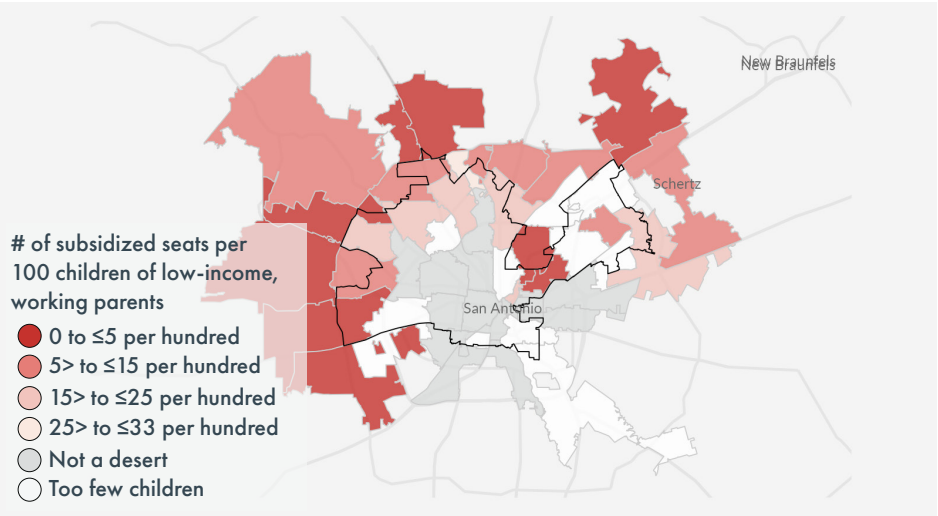 New Braunfels
New Braunfels
Schertz
San Antonio
# of subsidized seats per
100 children of low-income,
working parents
0 to ≤5 per hundred
5> to ≤15 per hundred
15> to ≤25 per hundred
25> to ≤33 per hundred
Not a desert
Too few children